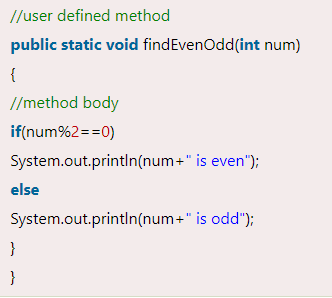 //user defined method
public static void findEvenOdd(int num)
{
//method body
if(num%2==0)
System.out.println(num+" is even");
else
System.out.println(num+" is odd");
}
}